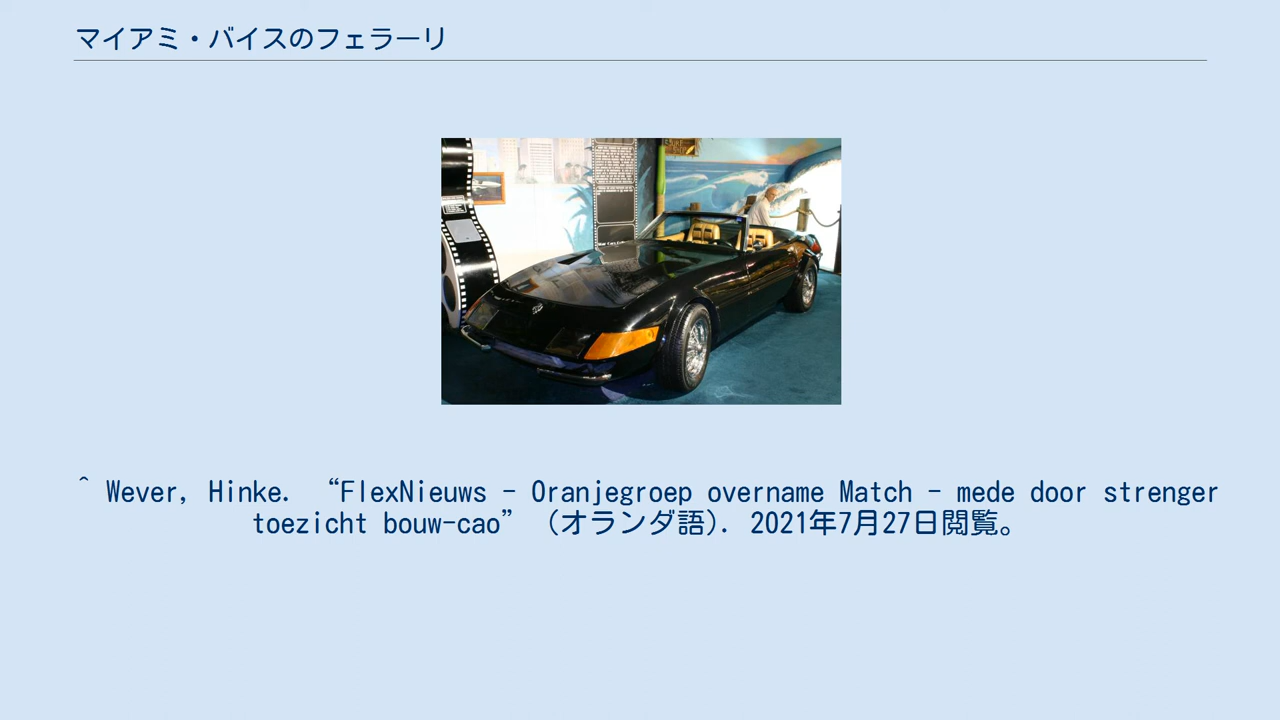 マイアミ・バイスのフェラーリ
^ Wever, Hinke. “FlexNieuws – Oranjegroep overname Match – mede door strenger
toezicht bouw-cao” (オランダ語). 2021年7月27日閲覧。